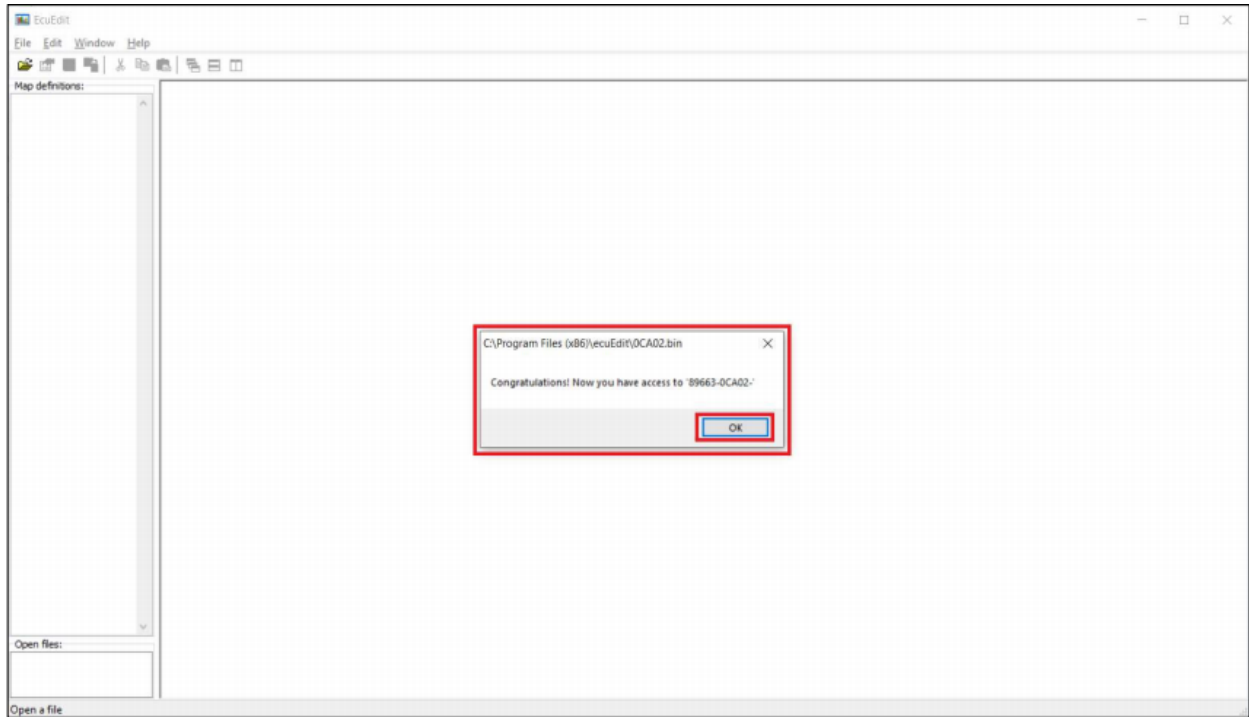 EcuEdit
File Edit Window Help
Map definitions:
C:\Program Files (x86)\ecuEdit\0CA02.bin
Congratulations! Now you have access to '89663-0CA02-'
OK
Open files:
Open a file